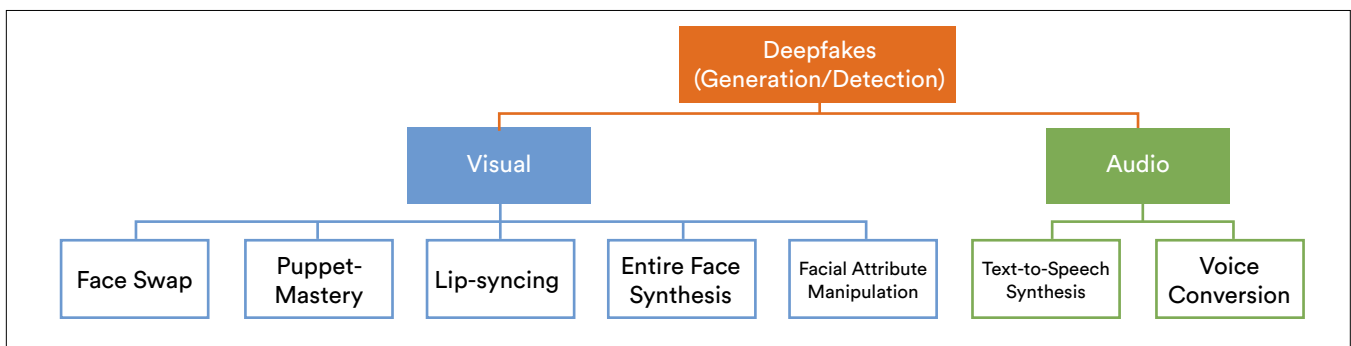 Deepfakes
(Generation/Detection)
Visual
Audio
Face Swap
Puppet-
Mastery
Lip-syncing
Entire Face
Synthesis
Facial Attribute
Manipulation
Text-to-Speech
Synthesis
Voice
Conversion